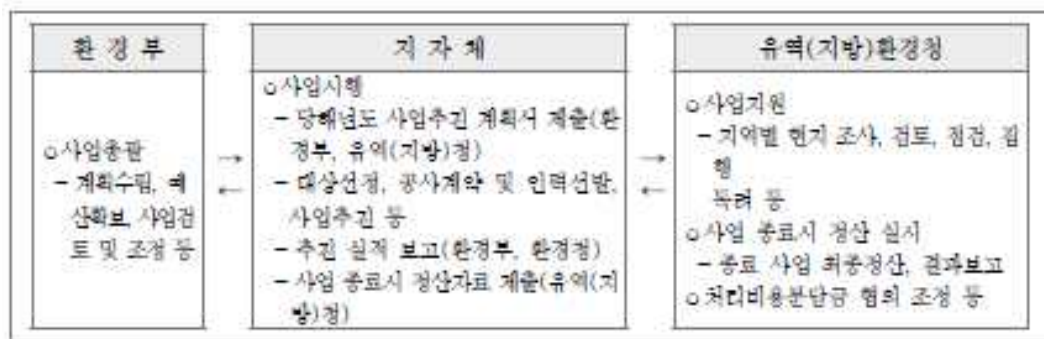 환 경 부
○사업총괄
- 계획수립, 예
산확보, 사업검
토 및 조정 등
→
←
지 자 체
○사업시행
- 당해년도 사업추진 계획서 제출(환
경부, 유역(지방)청)
- 대상선정, 공사계약 및 인력선발,
사업추진 등
- 추진 실적 보고(환경부, 환경청)
- 사업 종료시 정산자료 제출(유역(지
방)청)
→
←
유역(지방)환경청
○사업지원
- 지역별 현지 조사, 검토, 점검, 집
행
독려 등
○사업 종료시 정산 실시
- 종료 사업 최종정산, 결과보고
○처리비용분담금 협의 조정 등